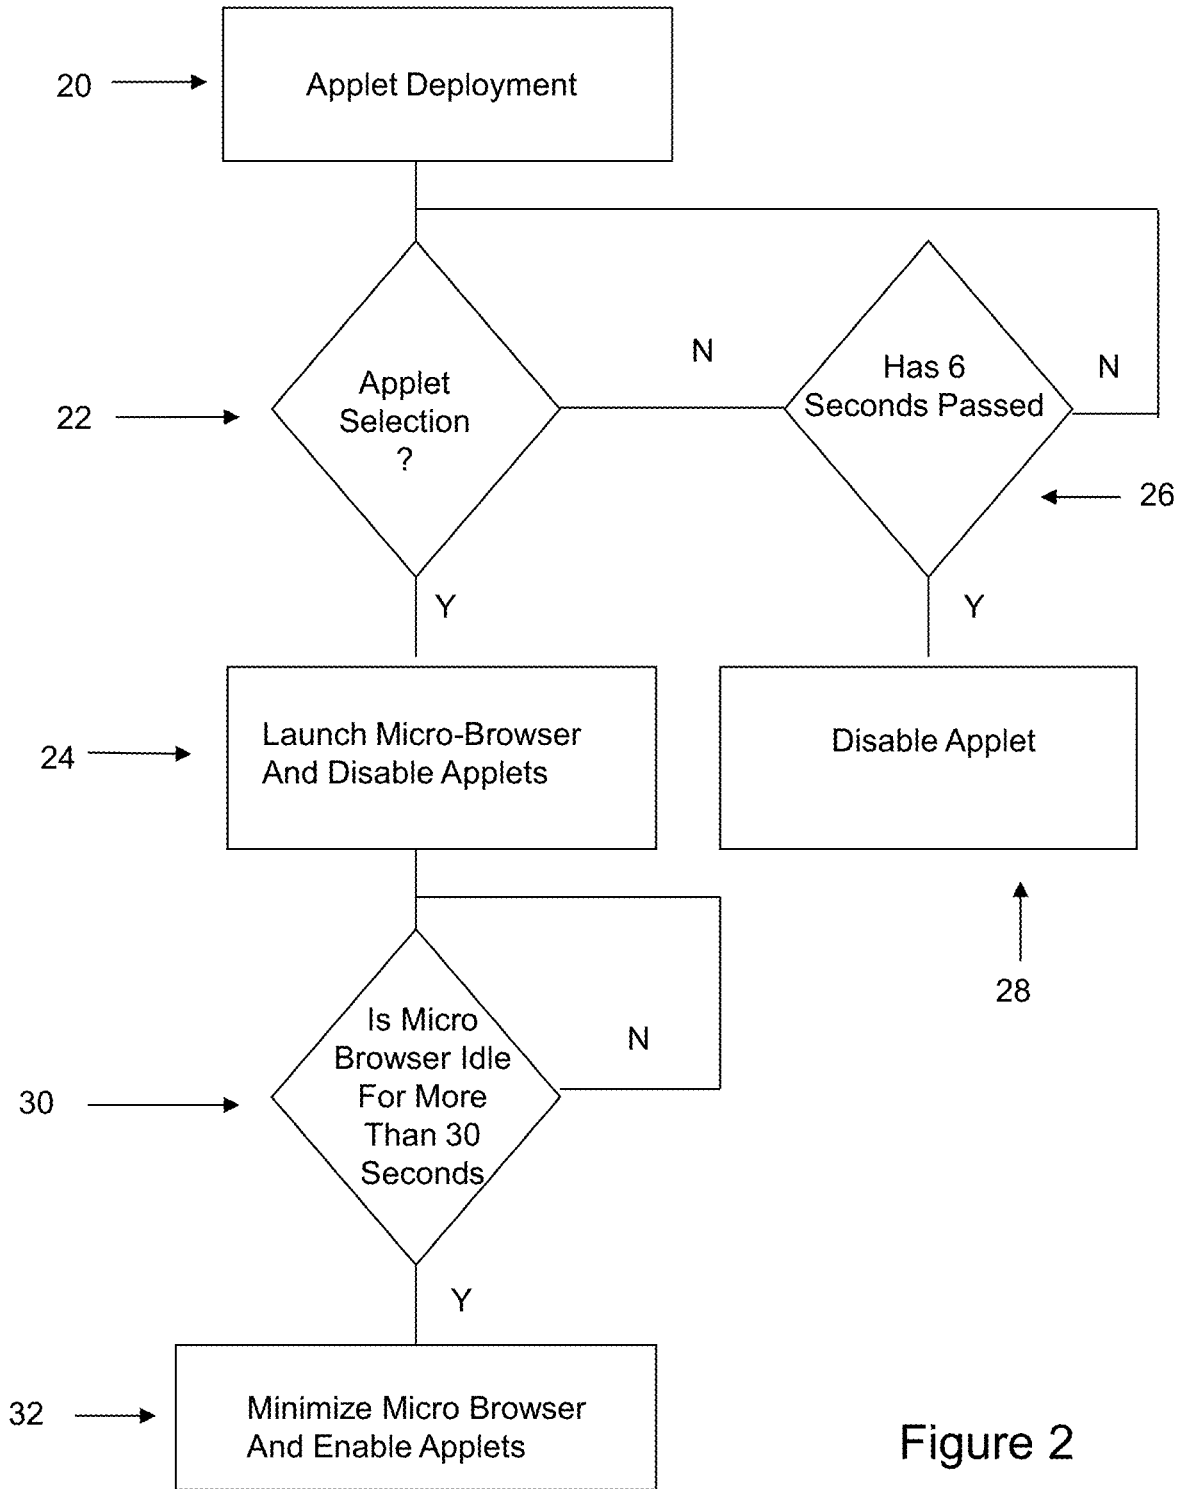 20
Applet Deployment
N
Has 6
Seconds Passed
N
Applet
Selection
?
22
26
Y
Y
24
Launch Micro-Browser
And Disable Applets
Disable Applet
28
Is Micro
Browser Idle
For More
Than 30
Seconds
N
30
Y
32
Minimize Micro Browser
And Enable Applets
Figure 2